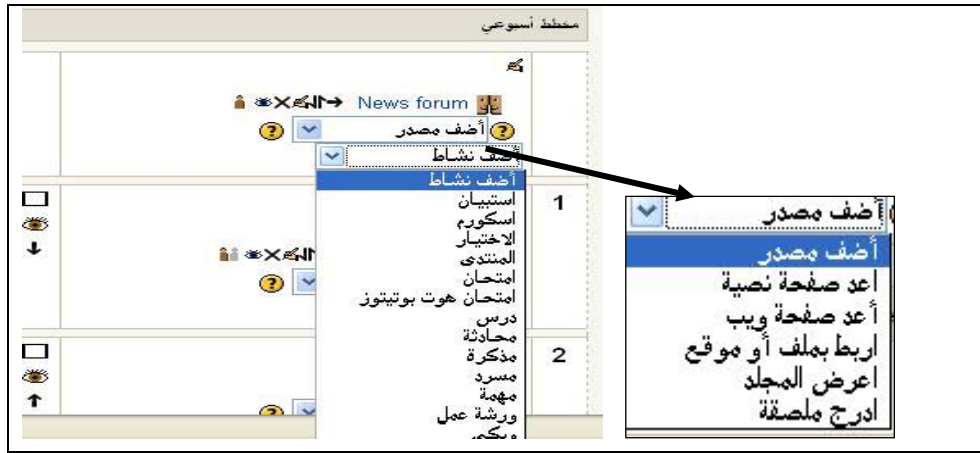 مخطط أسبوعي
News forum
أضف مصدر
أضف نشاط
أضف نشاط
استبيان
اسكورم
الاختيار
المنتدى
امتحان
امتحان هوت بوتيتوز
درس
محادثة
مذكرة
مسرد
مهمة
ورشة عمل
ويكي
1
2
أضف مصدر
أضف مصدر
اعد صفحة نصية
أعد صفحة ويب
اربط بملف أو موقع
اعرض المجلد
ادرج ملصقة